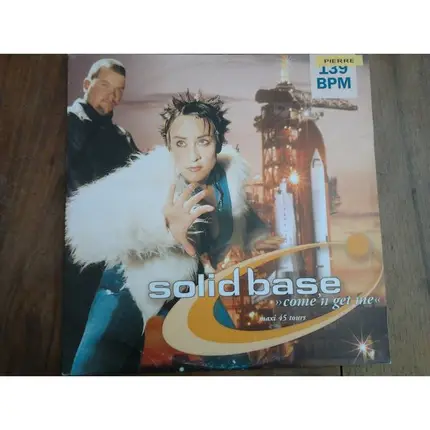 PIERRE
139
BPM
solid base
»come 'n get me«
maxi 45 tours